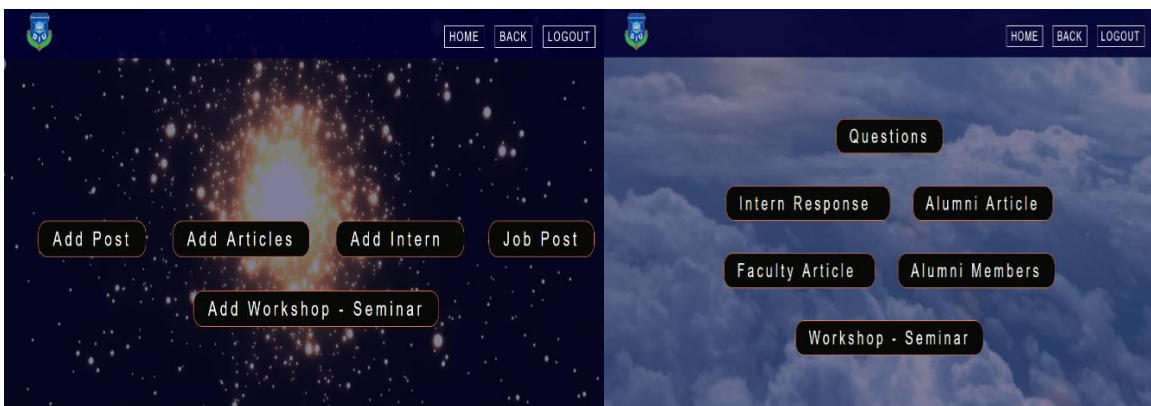 HOME BACK LOGOUT
Add Post Add Articles Add Intern Job Post
Add Workshop - Seminar
HOME BACK LOGOUT
Questions
Intern Response Alumni Article
Faculty Article Alumni Members
Workshop - Seminar